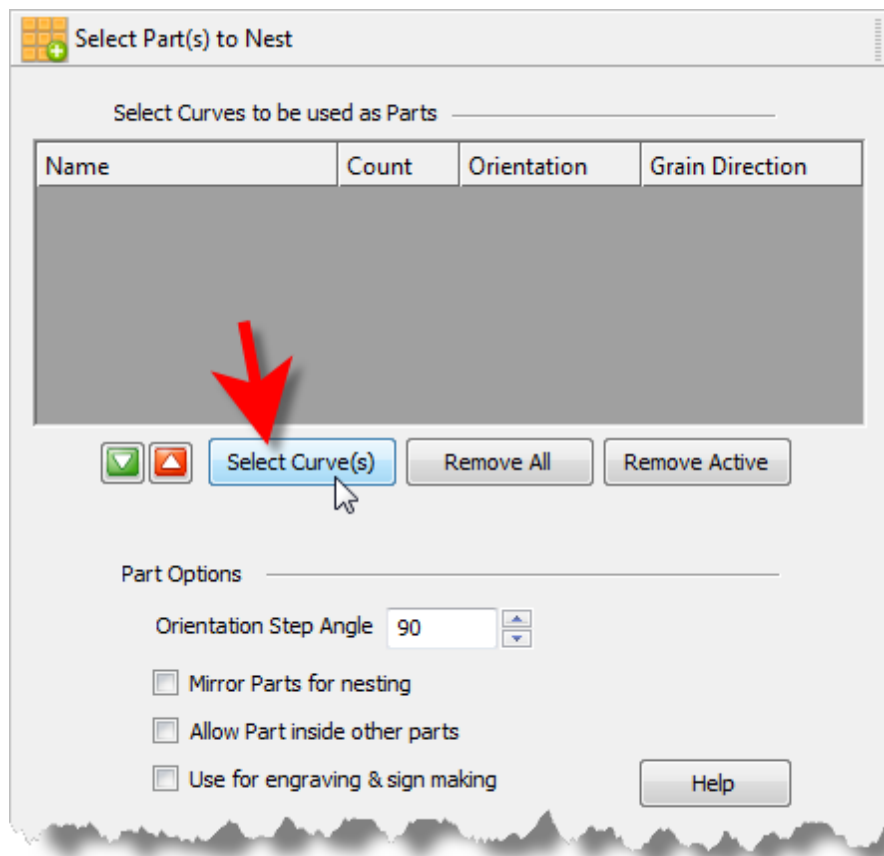 Select Part(s) to Nest
Select Curves to be used as Parts
Name Count Orientation Grain Direction
Select Curve(s) Remove All Remove Active
Part Options
Orientation Step Angle 90
Mirror Parts for nesting
Allow Part inside other parts
Use for engraving & sign making
Help